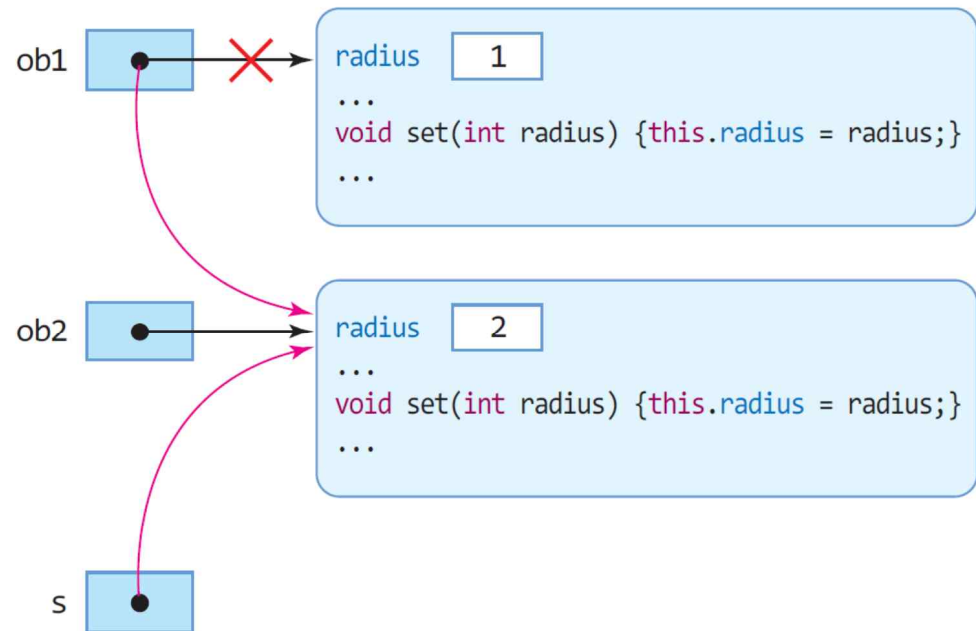 ob1
radius 1
...
void set(int radius) {this.radius = radius;}
...
ob2
radius 2
...
void set(int radius) {this.radius = radius;}
...
s